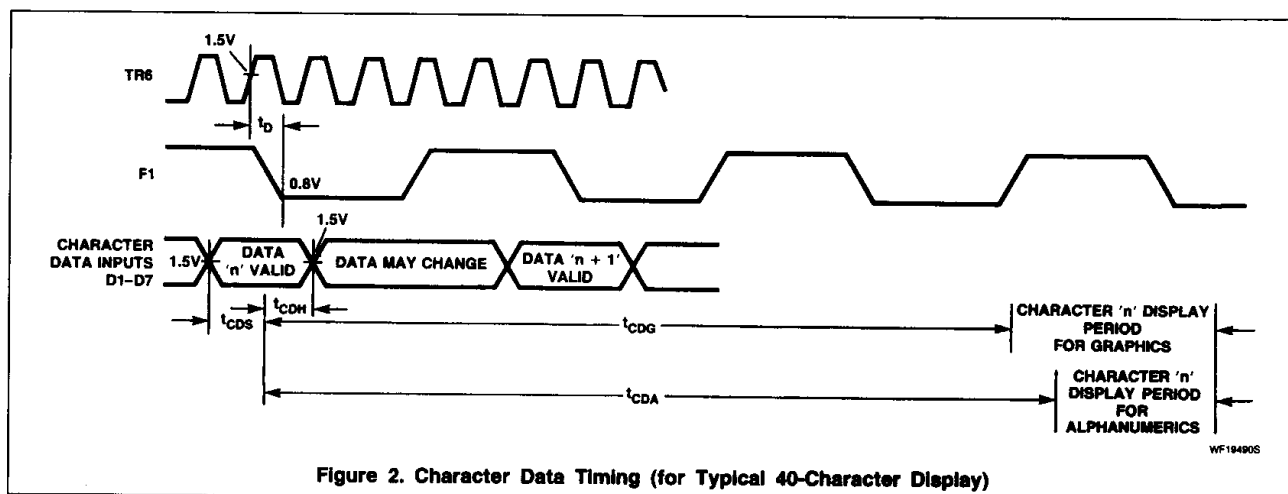 1.5V
TR6
tD
F1
0.8V
1.5V
CHARACTER
DATA INPUTS
D1–D7
1.5V
DATA
'n' VALID
DATA MAY CHANGE
DATA 'n + 1'
VALID
tCDS
tCDH
tCDG
CHARACTER 'n' DISPLAY
PERIOD
FOR GRAPHICS
tCDA
CHARACTER 'n'
DISPLAY PERIOD
FOR
ALPHANUMERICS
WF19490S
Figure 2. Character Data Timing (for Typical 40-Character Display)